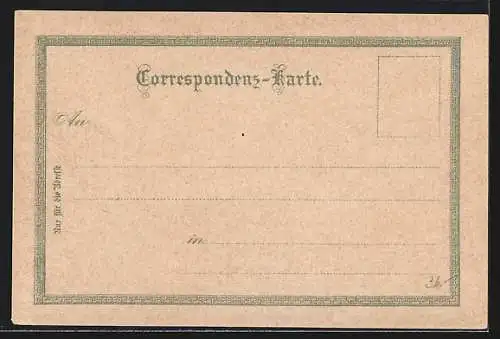 Correspondenz-Karte.
An
Nur für die Adresse
in